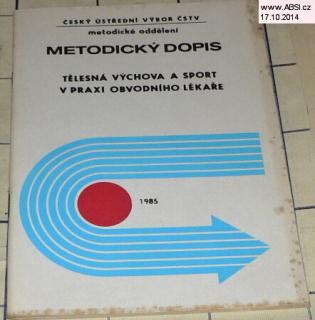 www.ABSI.cz
17.10.2014
ČESKÝ ÚSTŘEDNÍ VÝBOR ČSTV
metodické oddělení
METODICKÝ DOPIS
TĚLESNÁ VÝCHOVA A SPORT
V PRAXI OBVODNÍHO LÉKAŘE
1985